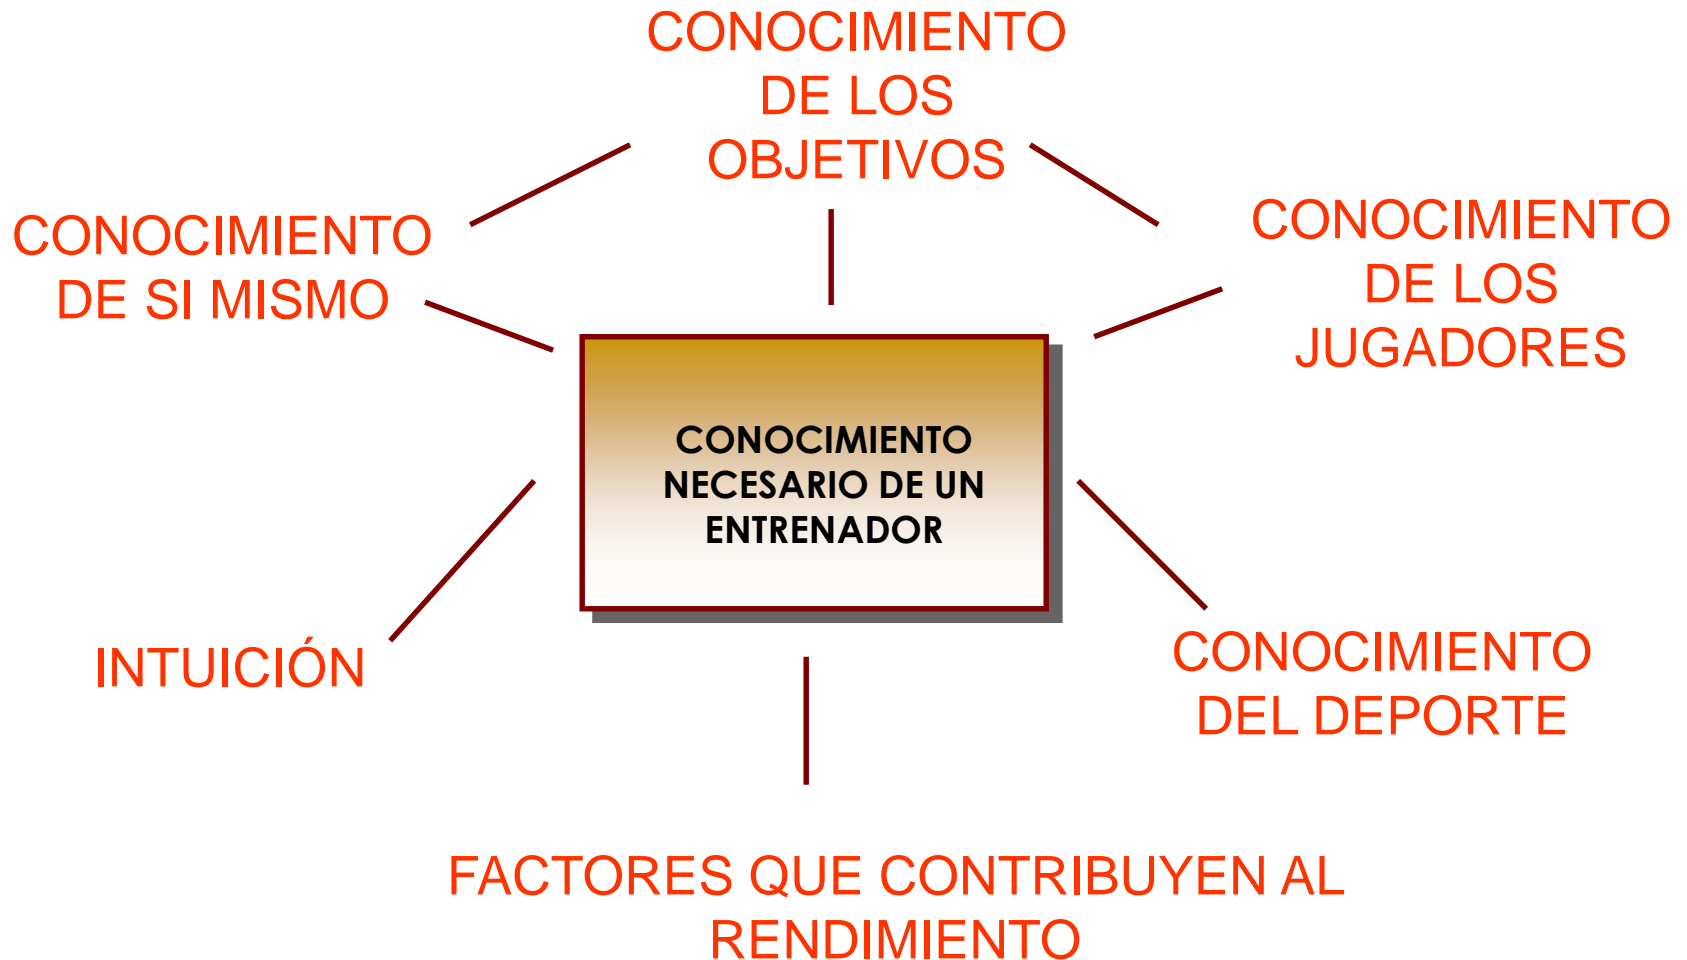 CONOCIMIENTO
DE LOS
OBJETIVOS
CONOCIMIENTO
DE SI MISMO
CONOCIMIENTO
DE LOS
JUGADORES
CONOCIMIENTO
NECESARIO DE UN
ENTRENADOR
INTUICIÓN
CONOCIMIENTO
DEL DEPORTE
FACTORES QUE CONTRIBUYEN AL
RENDIMIENTO